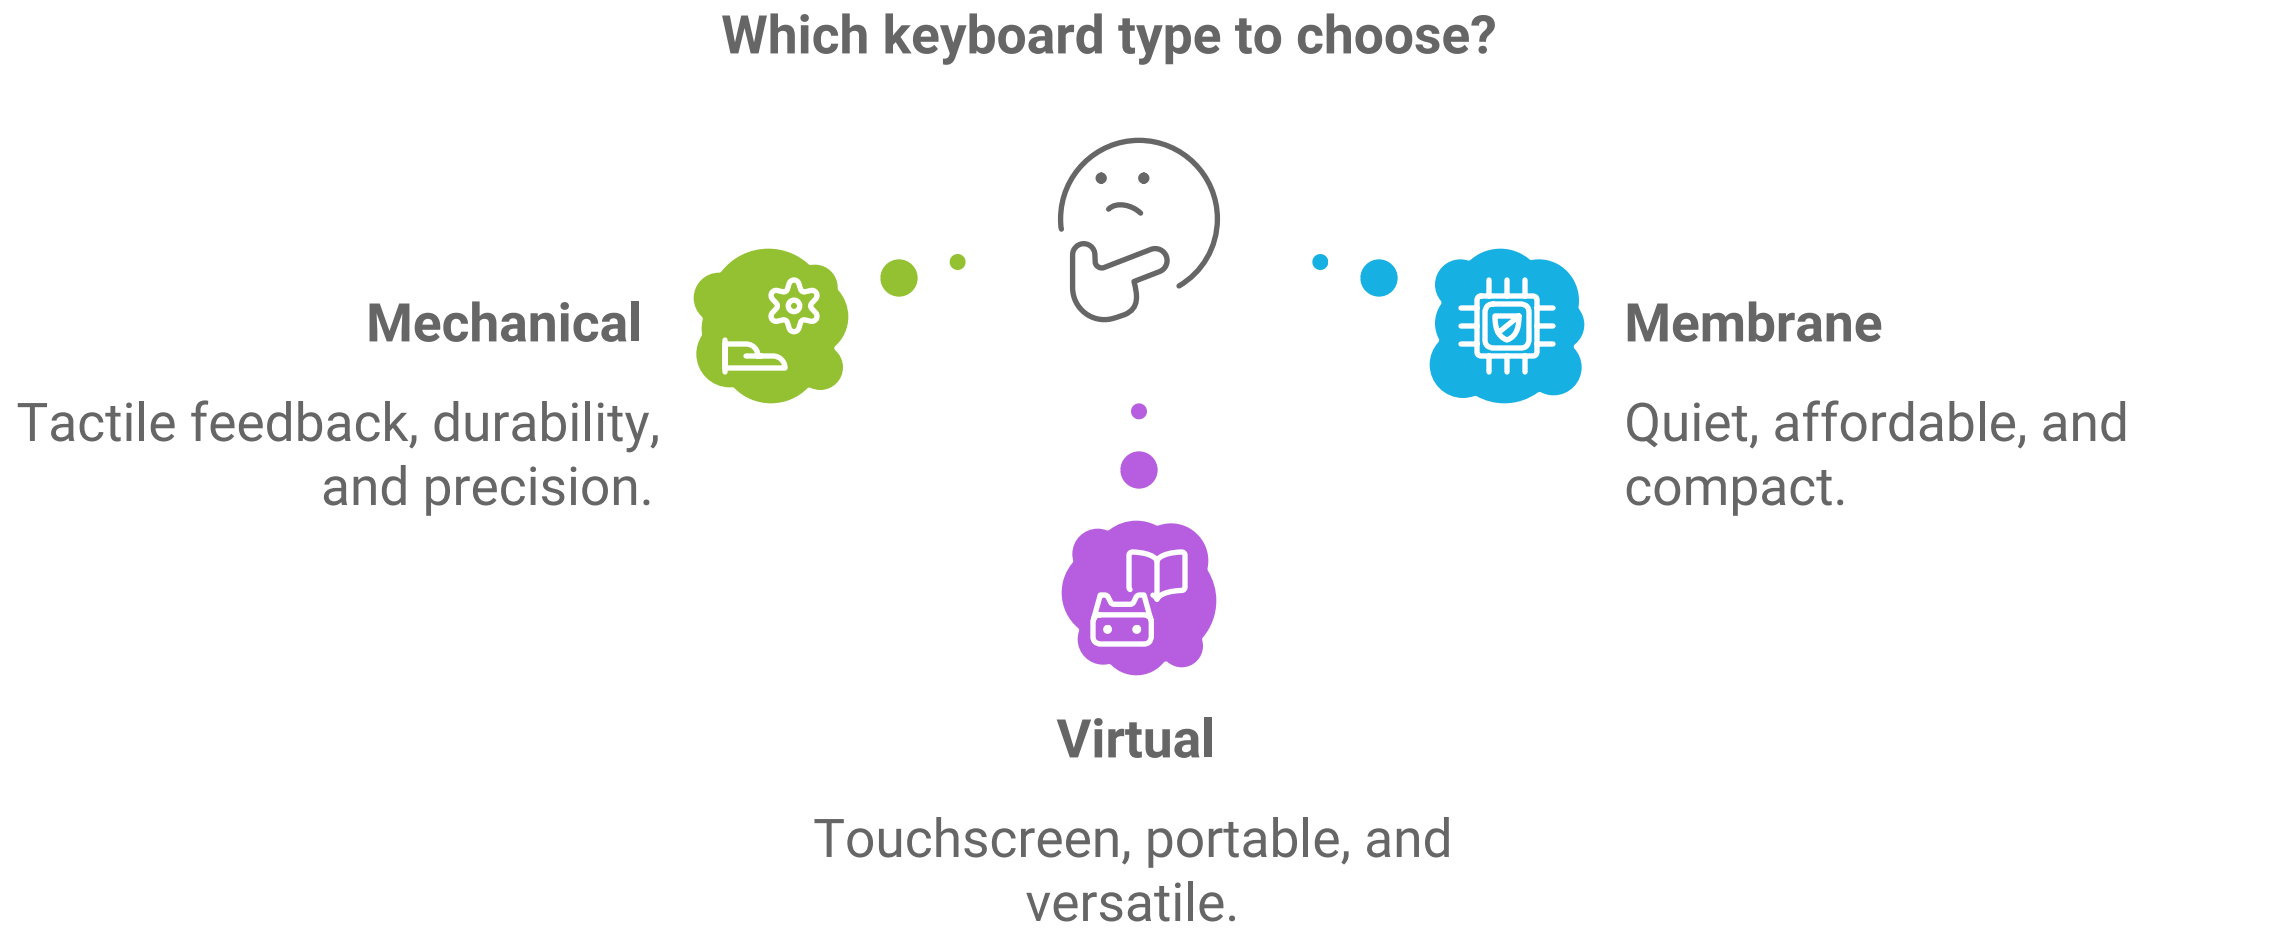 Which keyboard type to choose?
Mechanical
Tactile feedback, durability,
and precision.
Membrane
Quiet, affordable, and
compact.
Virtual
Touchscreen, portable, and
versatile.